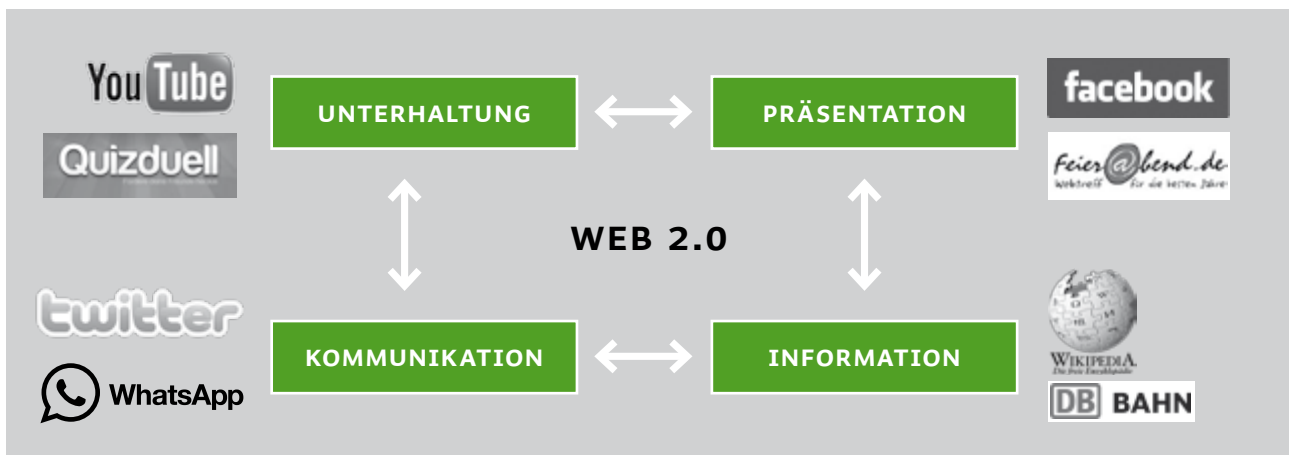 YouTube
UNTERHALTUNG
PRÄSENTATION
facebook
Quizduell
Feier@bend.de
Webtreff für die besten Jahre
WEB 2.0
twitter
KOMMUNIKATION
INFORMATION
WIKIPEDIA
Die freie Enzyklopädie
WhatsApp
DB BAHN